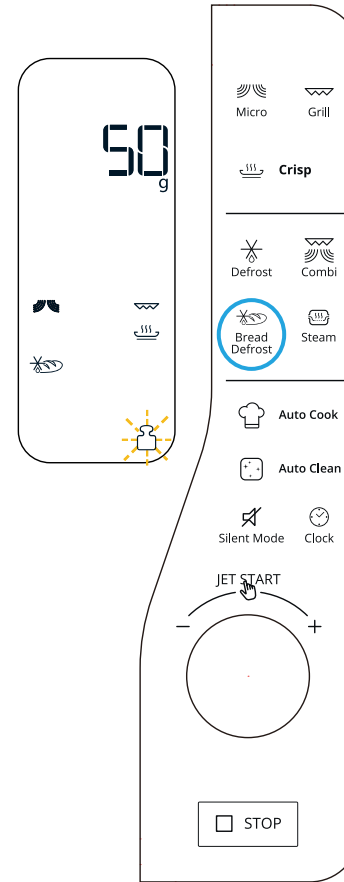 50
g
Micro
Grill
Crisp
Defrost
Combi
Bread
Defrost
Steam
Auto Cook
Auto Clean
Silent Mode
Clock
JET START
− +
STOP